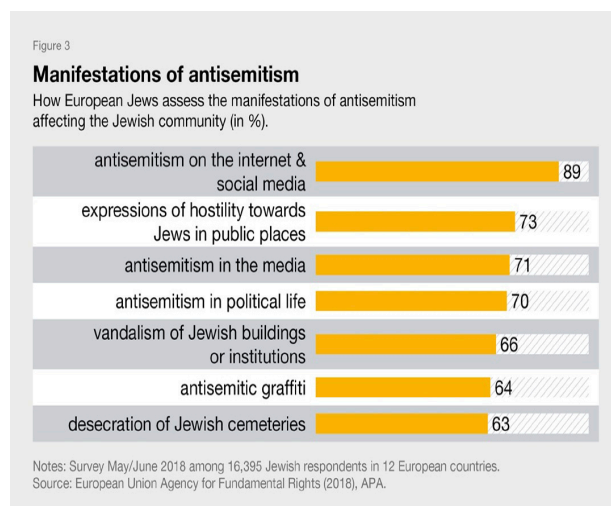 Figure 3
Manifestations of antisemitism
How European Jews assess the manifestations of antisemitism
affecting the Jewish community (in %).
antisemitism on the internet &
social media
89
expressions of hostility towards
Jews in public places
73
antisemitism in the media
71
antisemitism in political life
70
vandalism of Jewish buildings
or institutions
66
antisemitic graffiti
64
desecration of Jewish cemeteries
63
Notes: Survey May/June 2018 among 16,395 Jewish respondents in 12 European countries.
Source: European Union Agency for Fundamental Rights (2018), APA.